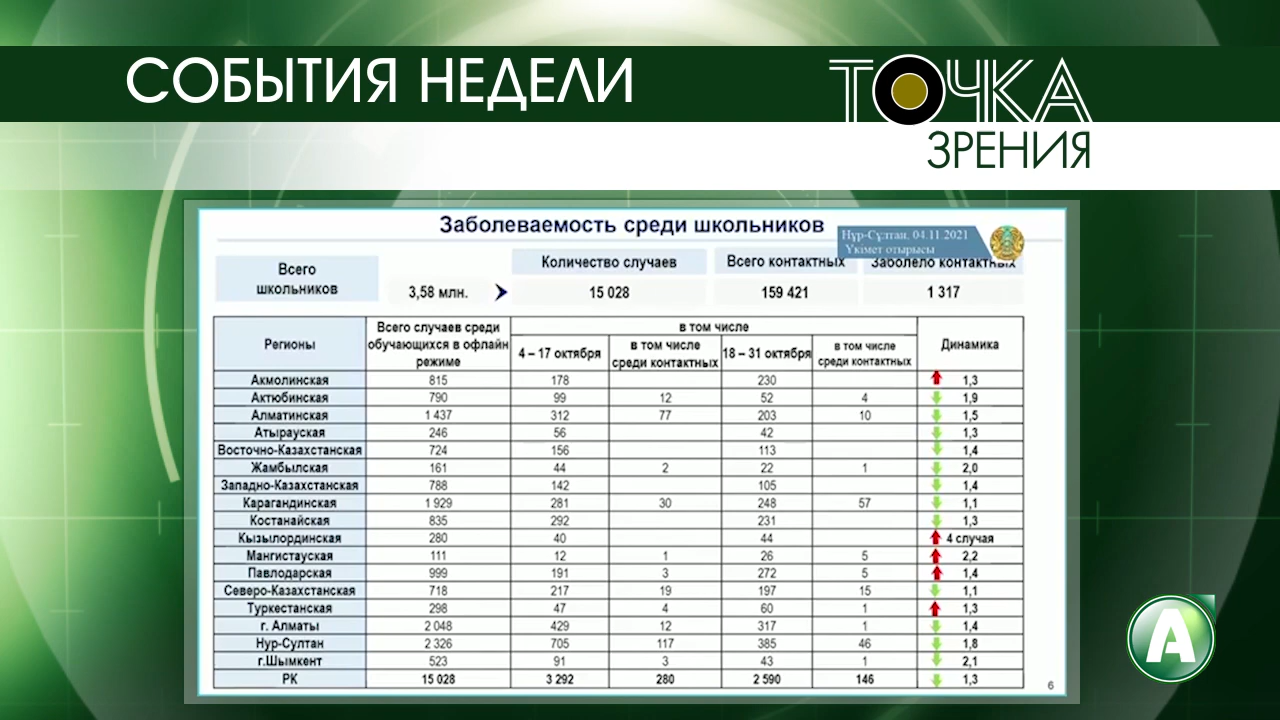 СОБЫТИЯ НЕДЕЛИ
ТОЧКА
ЗРЕНИЯ
Заболеваемость среди школьников
Нұр-Сұлтан, 04.11.2021
Үкімет отырысы
Всего школьников 3,58 млн.
Количество случаев Всего контактных Заболело контактных
15 028 159 421 1 317
Регионы Всего случаев среди обучающихся в офлайн режиме в том числе Динамика
4 – 17 октября в том числе среди контактных 18 – 31 октября в том числе среди контактных
Акмолинская 815 178 230 1,3
Актюбинская 790 99 12 52 4 1,9
Алматинская 1 437 312 77 203 10 1,5
Атырауская 246 56 42 1,3
Восточно-Казахстанская 724 156 113 1,4
Жамбылская 161 44 2 22 1 2,0
Западно-Казахстанская 788 142 105 1,4
Карагандинская 1 929 281 30 248 57 1,1
Костанайская 835 292 231 1,3
Кызылординская 280 40 44 4 случая
Мангистауская 111 12 1 26 5 2,2
Павлодарская 999 191 3 272 5 1,4
Северо-Казахстанская 718 217 19 197 15 1,1
Туркестанская 298 47 4 60 1 1,3
г. Алматы 2 048 429 12 317 1 1,4
Нур-Султан 2 326 705 117 385 46 1,8
г.Шымкент 523 91 3 43 1 2,1
РК 15 028 3 292 280 2 590 146 1,3
6
А